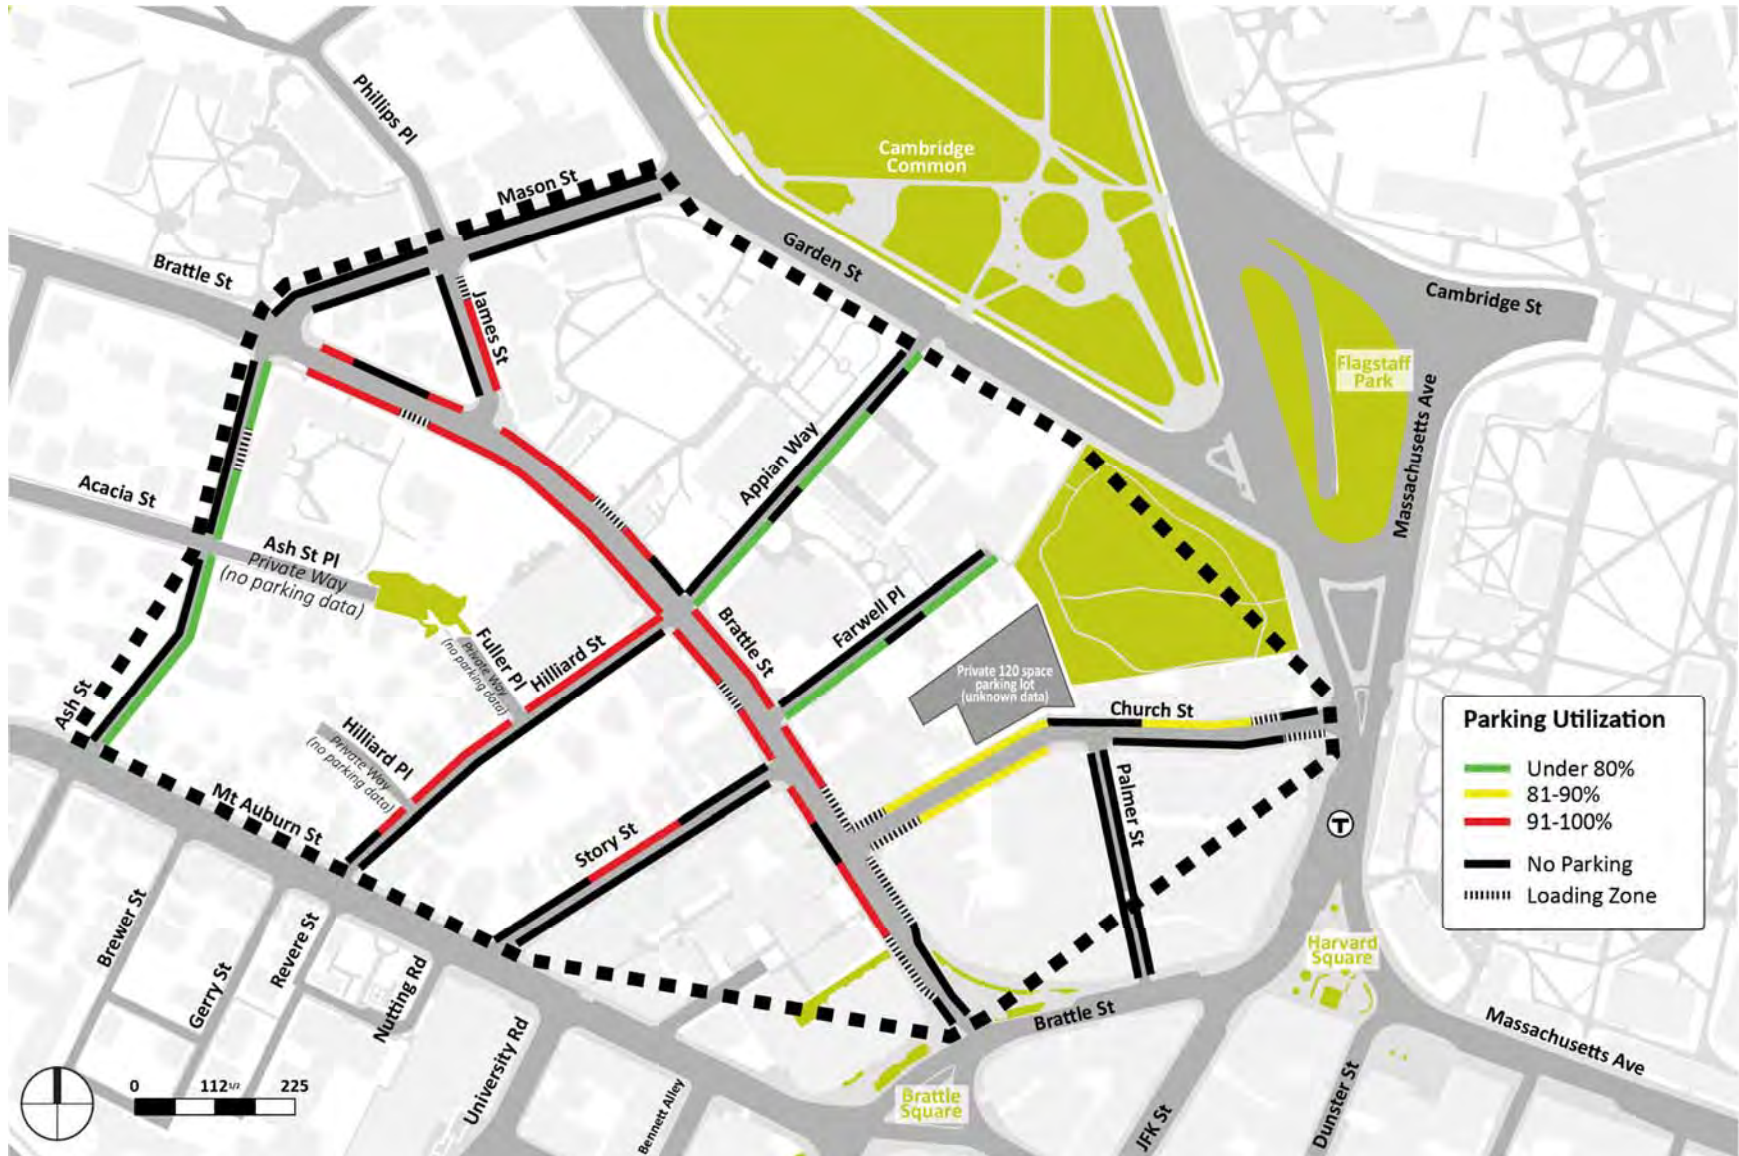 Phillips Pl
Mason St
Cambridge
Common
Brattle St
Garden St
James St
Cambridge St
Flagstaff
Park
Massachusetts Ave
Appian Way
Acacia St
Ash St Pl
Private Way
(no parking data)
Fuller Pl
Private Way
(no parking data)
Hilliard St
Brattle St
Farwell Pl
Private 120 space
parking lot
(unknown data)
Church St
Ash St
Hilliard Pl
Private Way
(no parking data)
Mt Auburn St
Story St
Palmer St
T
Parking Utilization
Under 80%
81-90%
91-100%
No Parking
Loading Zone
Brewer St
Gerry St
Revere St
Nutting Rd
University Rd
Bennett Alley
Brattle St
Harvard
Square
Massachusetts Ave
Brattle
Square
JFK St
Dunster St
0 112 1/2 225